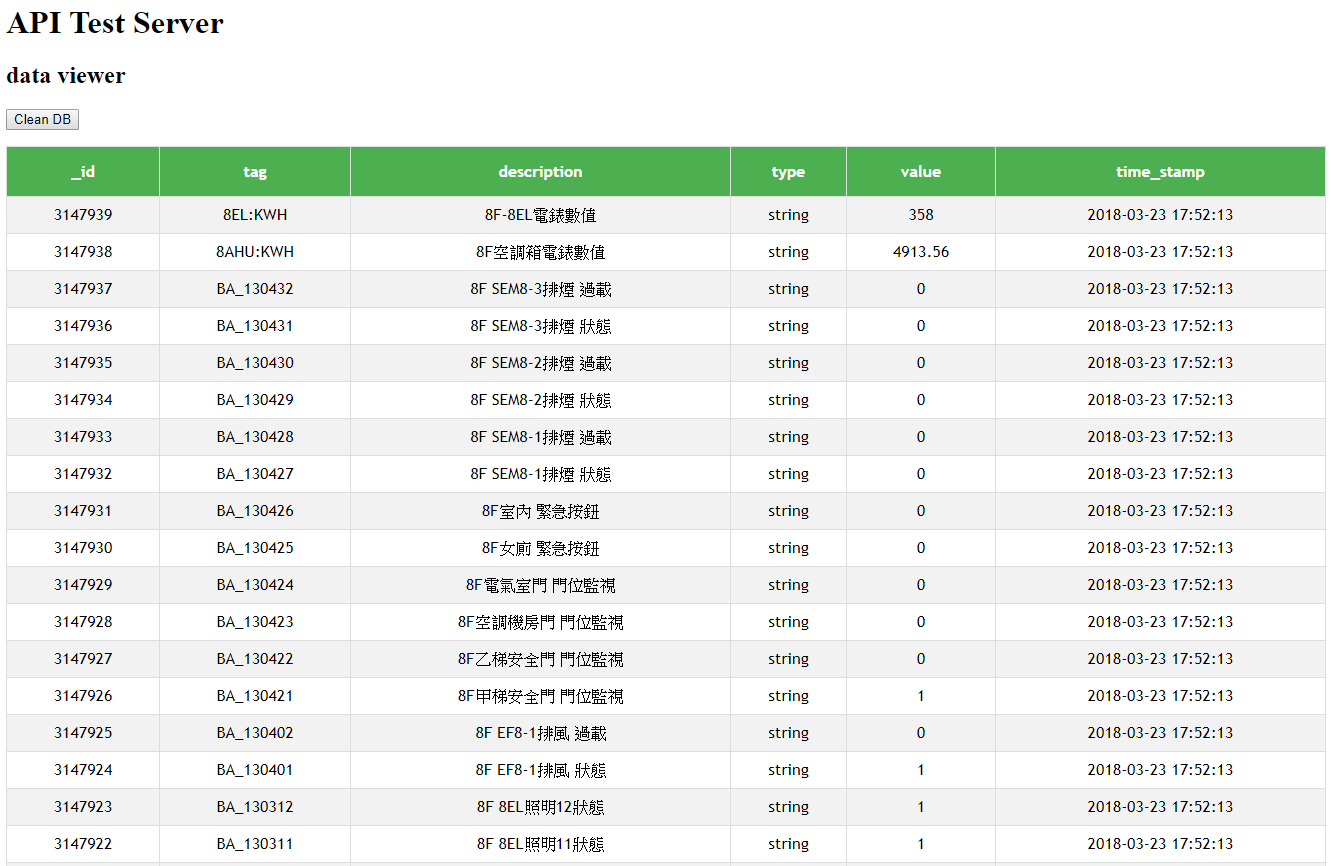 API Test Server
data viewer
Clean DB
_id tag description type value time_stamp
3147939 8EL:KWH 8F-8EL電錶數值 string 358 2018-03-23 17:52:13
3147938 8AHU:KWH 8F空調箱電錶數值 string 4913.56 2018-03-23 17:52:13
3147937 BA_130432 8F SEM8-3排煙 過載 string 0 2018-03-23 17:52:13
3147936 BA_130431 8F SEM8-3排煙 狀態 string 0 2018-03-23 17:52:13
3147935 BA_130430 8F SEM8-2排煙 過載 string 0 2018-03-23 17:52:13
3147934 BA_130429 8F SEM8-2排煙 狀態 string 0 2018-03-23 17:52:13
3147933 BA_130428 8F SEM8-1排煙 過載 string 0 2018-03-23 17:52:13
3147932 BA_130427 8F SEM8-1排煙 狀態 string 0 2018-03-23 17:52:13
3147931 BA_130426 8F室內 緊急按鈕 string 0 2018-03-23 17:52:13
3147930 BA_130425 8F女廁 緊急按鈕 string 0 2018-03-23 17:52:13
3147929 BA_130424 8F電氣室門 門位監視 string 0 2018-03-23 17:52:13
3147928 BA_130423 8F空調機房門 門位監視 string 0 2018-03-23 17:52:13
3147927 BA_130422 8F乙梯安全門 門位監視 string 0 2018-03-23 17:52:13
3147926 BA_130421 8F甲梯安全門 門位監視 string 1 2018-03-23 17:52:13
3147925 BA_130402 8F EF8-1排風 過載 string 0 2018-03-23 17:52:13
3147924 BA_130401 8F EF8-1排風 狀態 string 1 2018-03-23 17:52:13
3147923 BA_130312 8F 8EL照明12狀態 string 1 2018-03-23 17:52:13
3147922 BA_130311 8F 8EL照明11狀態 string 1 2018-03-23 17:52:13